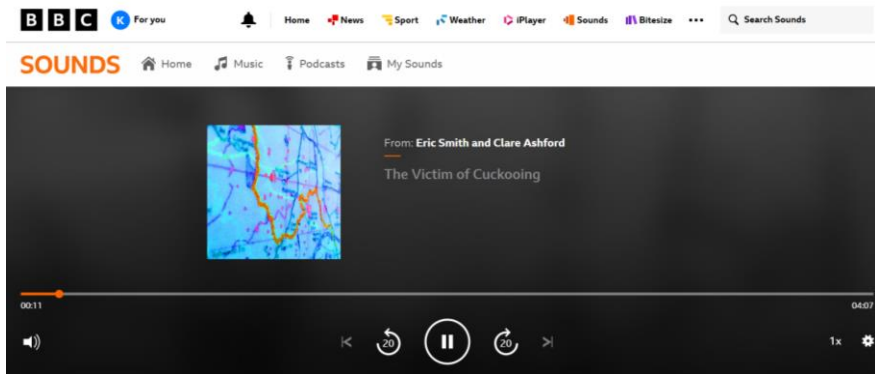 BBC K For you Home News Sport Weather iPlayer Sounds Bitesize ••• Search Sounds
SOUNDS Home Music Podcasts My Sounds
From: Eric Smith and Clare Ashford
The Victim of Cuckooing
00:11 04:07
20 20 1x